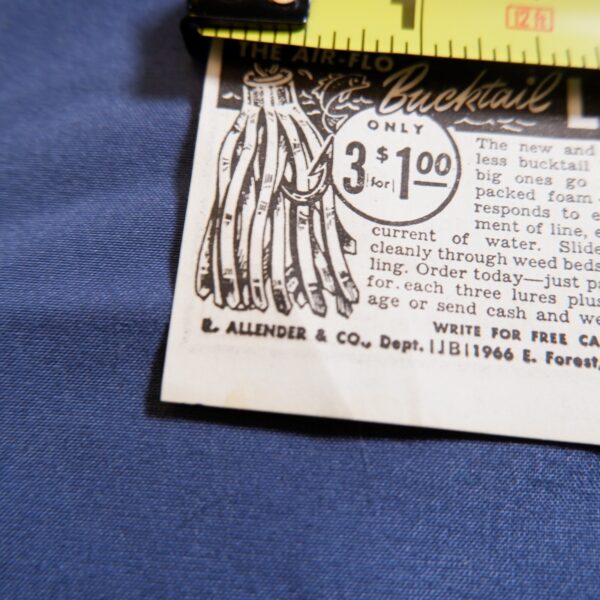 1
12ft
THE AIR-FLO
Bucktail L
ONLY
3 for $1.00
The new and
less bucktail
big ones go
packed foam
responds to e
ment of line, e
current of water. Slide
cleanly through weed beds
ling. Order today—just pa
for each three lures plus
age or send cash and we
WRITE FOR FREE CA
E. ALLENDER & CO., Dept. IJB|1966 E. Forest,